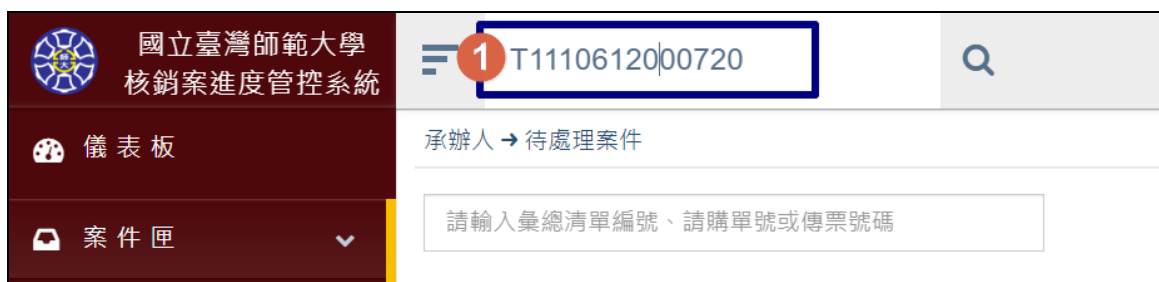 國立臺灣師範大學
核銷案進度管控系統
1 T1110612000720
儀表板
承辦人➔待處理案件
案件匣
請輸入彙總清單編號、請購單號或傳票號碼